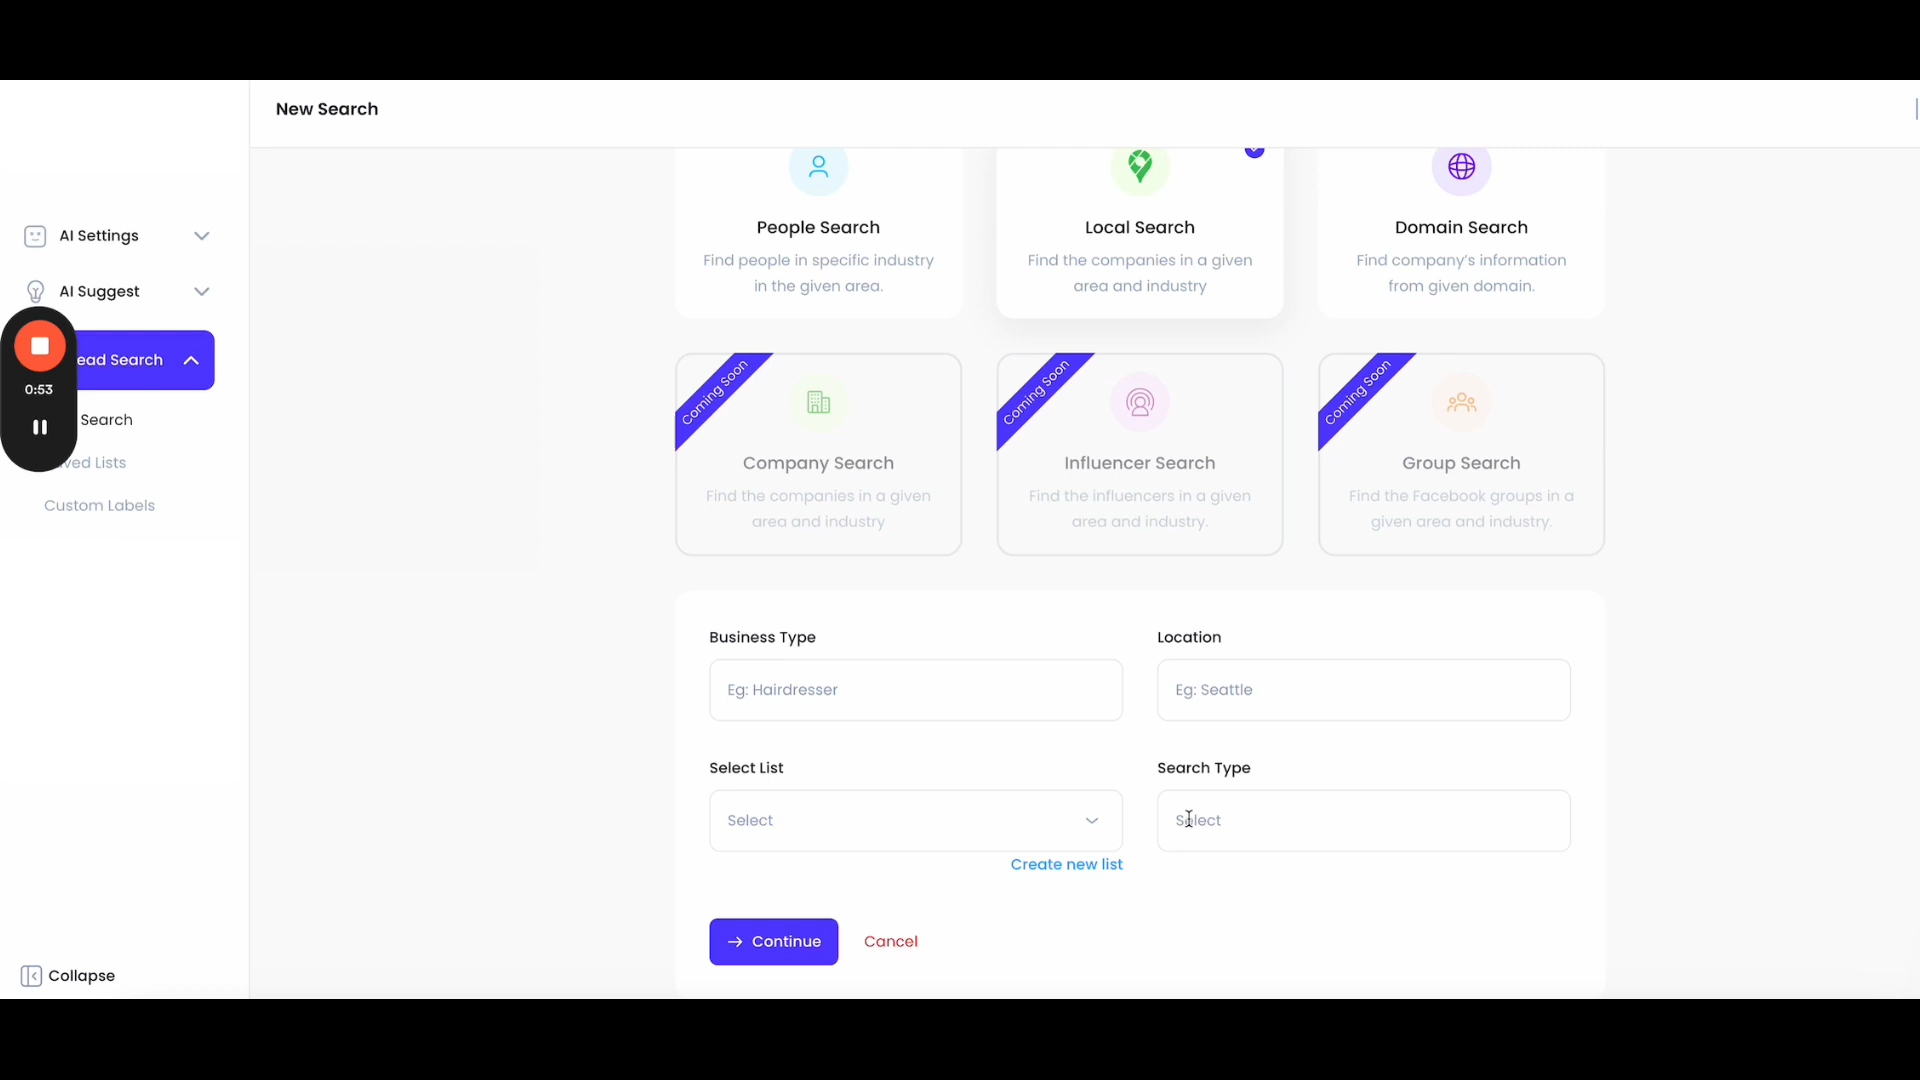 New Search
AI Settings
AI Suggest
ead Search
0:53
Search
ved Lists
Custom Labels
Collapse
People Search
Find people in specific industry
in the given area.
Local Search
Find the companies in a given
area and industry
Domain Search
Find company's information
from given domain.
Coming Soon
Company Search
Find the companies in a given
area and industry
Coming Soon
Influencer Search
Find the influencers in a given
area and industry.
Coming Soon
Group Search
Find the Facebook groups in a
given area and industry.
Business Type
Eg: Hairdresser
Location
Eg: Seattle
Select List
Select
Create new list
Search Type
Select
Continue
Cancel